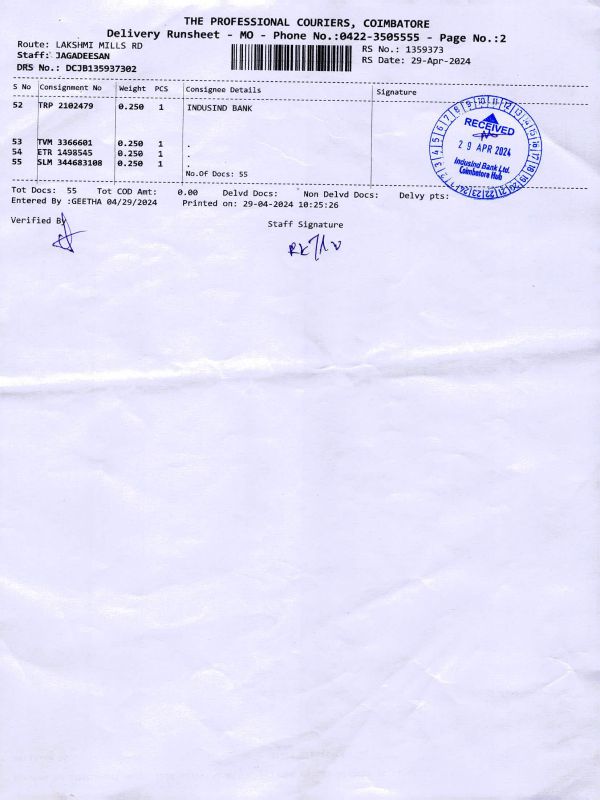 THE PROFESSIONAL COURIERS, COIMBATORE
Delivery Runsheet - MO - Phone No.:0422-3505555 - Page No.:2
Route: LAKSHMI MILLS RD
RS No.: 1359373
Staff: JAGADEESAN
RS Date: 29-Apr-2024
DRS No.: DCJB135937302
S No Consignment No Weight PCS Consignee Details Signature
52 TRP 2102479 0.250 1 INDUSIND BANK
53 TVM 3366601 0.250 1 .
54 ETR 1498545 0.250 1 .
55 SLM 344683108 0.250 1 .
No.Of Docs: 55
RECEIVED
29 APR 2024
IndusInd Bank Ltd.
Coimbatore Hub
Tot Docs: 55 Tot COD Amt: 0.00 Delvd Docs: Non Delvd Docs: Delvy pts:
Entered By :GEETHA 04/29/2024 Printed on: 29-04-2024 10:25:26
Verified By
Staff Signature